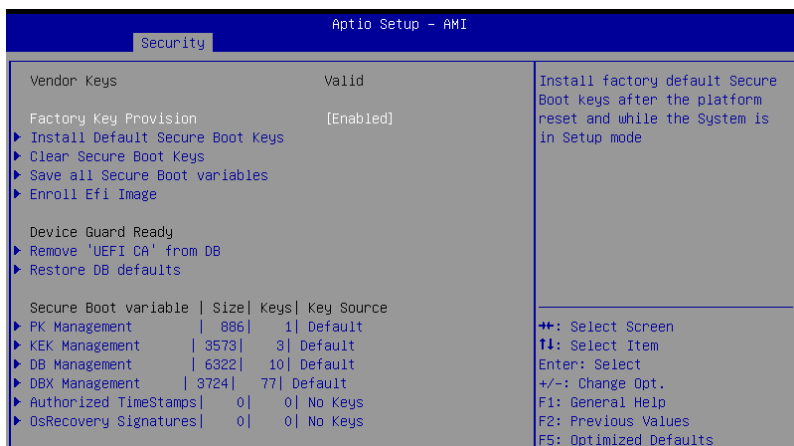 Aptio Setup - AMI
Security
Vendor Keys Valid
Factory Key Provision [Enabled]
Install Default Secure Boot Keys
Clear Secure Boot Keys
Save all Secure Boot variables
Enroll Efi Image
Device Guard Ready
Remove 'UEFI CA' from DB
Restore DB defaults
Secure Boot variable | Size| Keys| Key Source
PK Management | 886| 1| Default
KEK Management | 3573| 3| Default
DB Management | 6322| 10| Default
DBX Management | 3724| 77| Default
Authorized TimeStamps| 0| 0| No Keys
OsRecovery Signatures| 0| 0| No Keys
Install factory default Secure
Boot keys after the platform
reset and while the System is
in Setup mode
→←: Select Screen
↑↓: Select Item
Enter: Select
+/-: Change Opt.
F1: General Help
F2: Previous Values
F5: Optimized Defaults